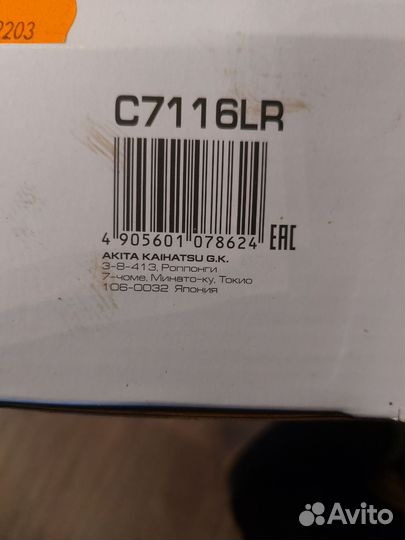 9203
C7116LR
4 905601 078624 EAC
AKITA KAIHATSU G.K.
3-8-413, Роппонги
7-чоме, Минато-ку, Токио
106-0032 Япония
Avito